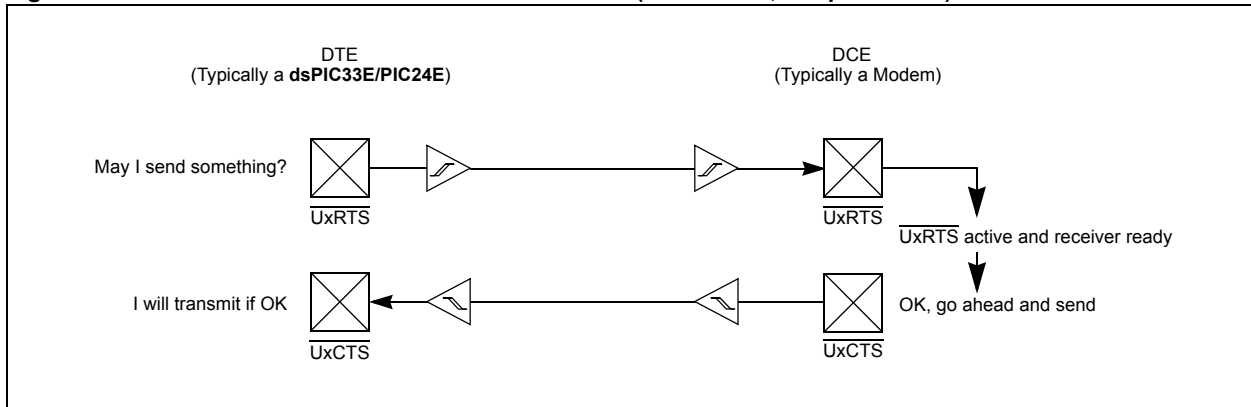 DTE
(Typically a dsPIC33E/PIC24E)
DCE
(Typically a Modem)
May I send something?
UxRTS
UxRTS
UxRTS active and receiver ready
I will transmit if OK
OK, go ahead and send
UxCTS
UxCTS